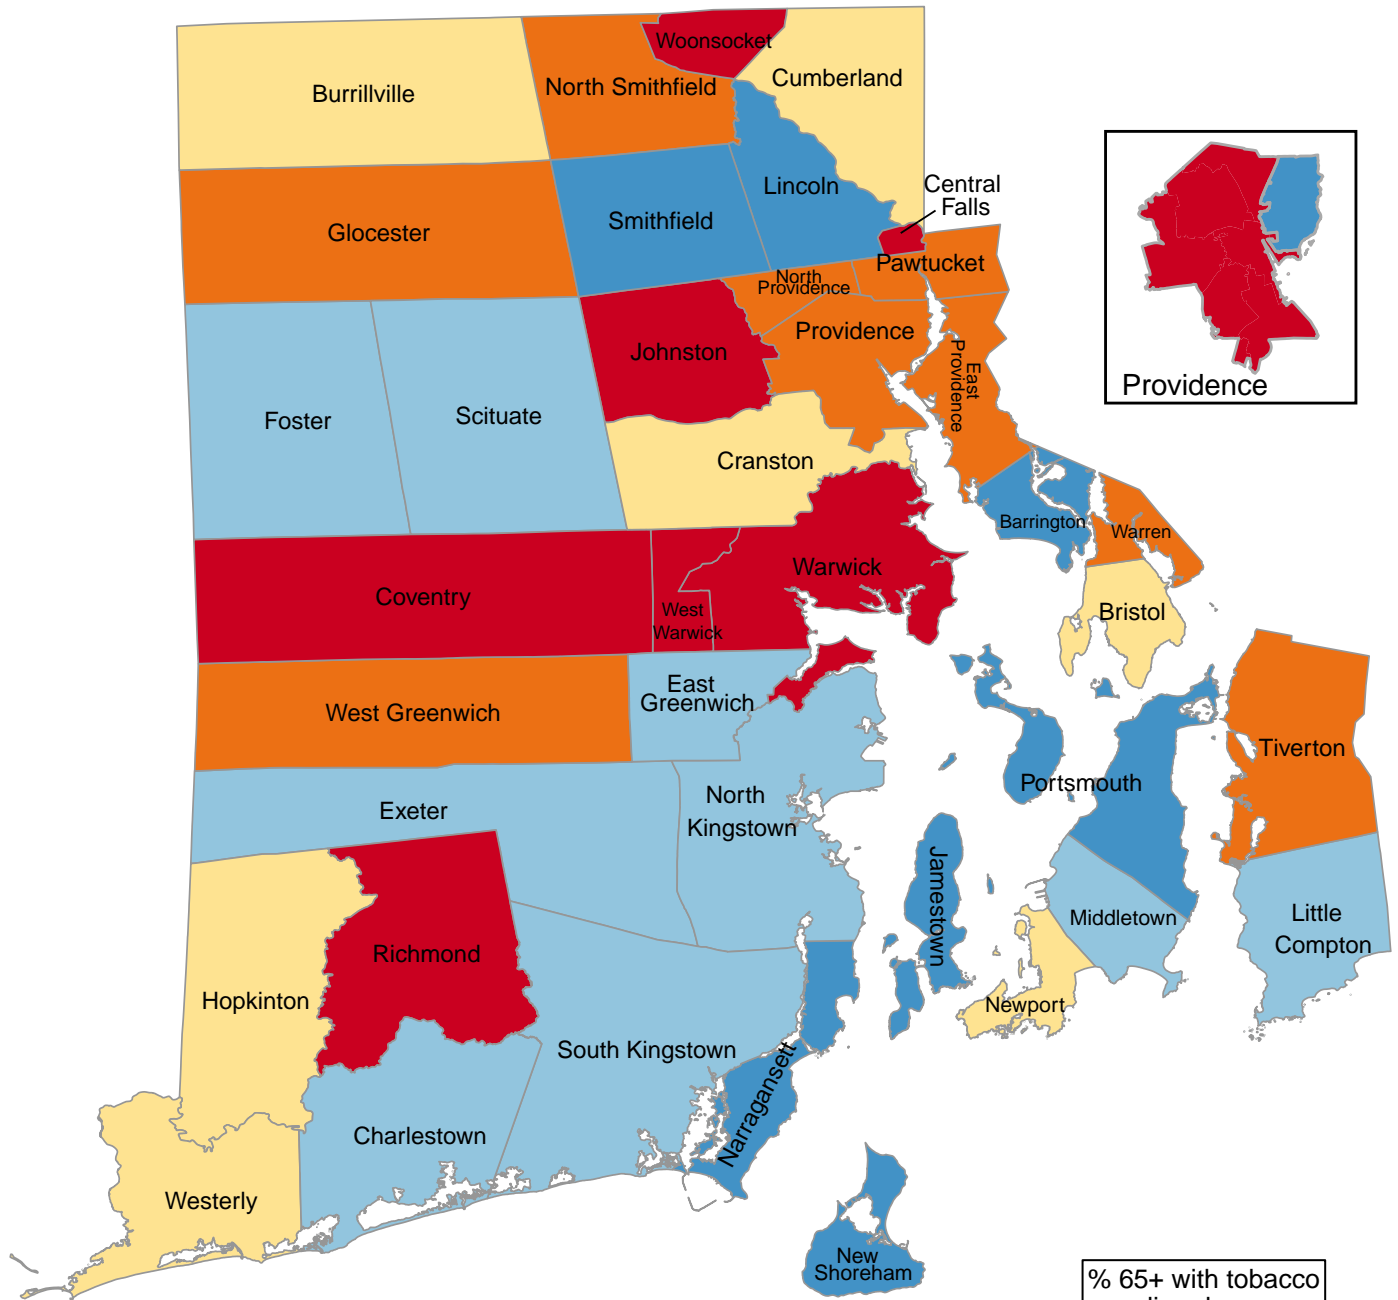 Woonsocket
Cumberland
Burrillville
North Smithfield
Lincoln
Central
Falls
Smithfield
Glocester
Pawtucket
North
Providence
Providence
Johnston
East
Providence
Providence
Foster
Scituate
Cranston
Barrington
Warren
Warwick
Coventry
West
Warwick
Bristol
East
Greenwich
West Greenwich
Tiverton
Portsmouth
Exeter
North
Kingstown
Jamestown
Middletown
Little
Compton
Richmond
Hopkinton
Newport
South Kingstown
Narragansett
Charlestown
Westerly
New
Shoreham
% 65+ with tobacco